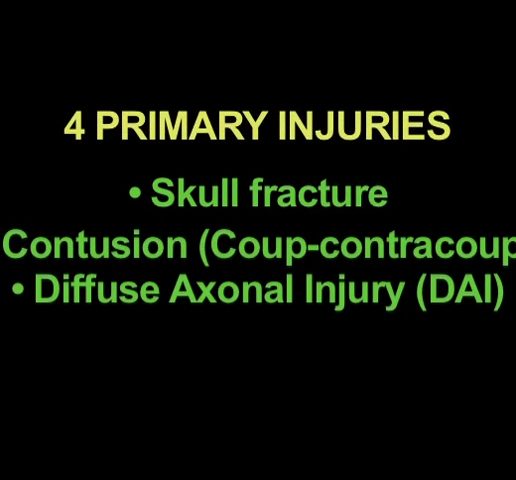 4 PRIMARY INJURIES
• Skull fracture
Contusion (Coup-contracoup
• Diffuse Axonal Injury (DAI)